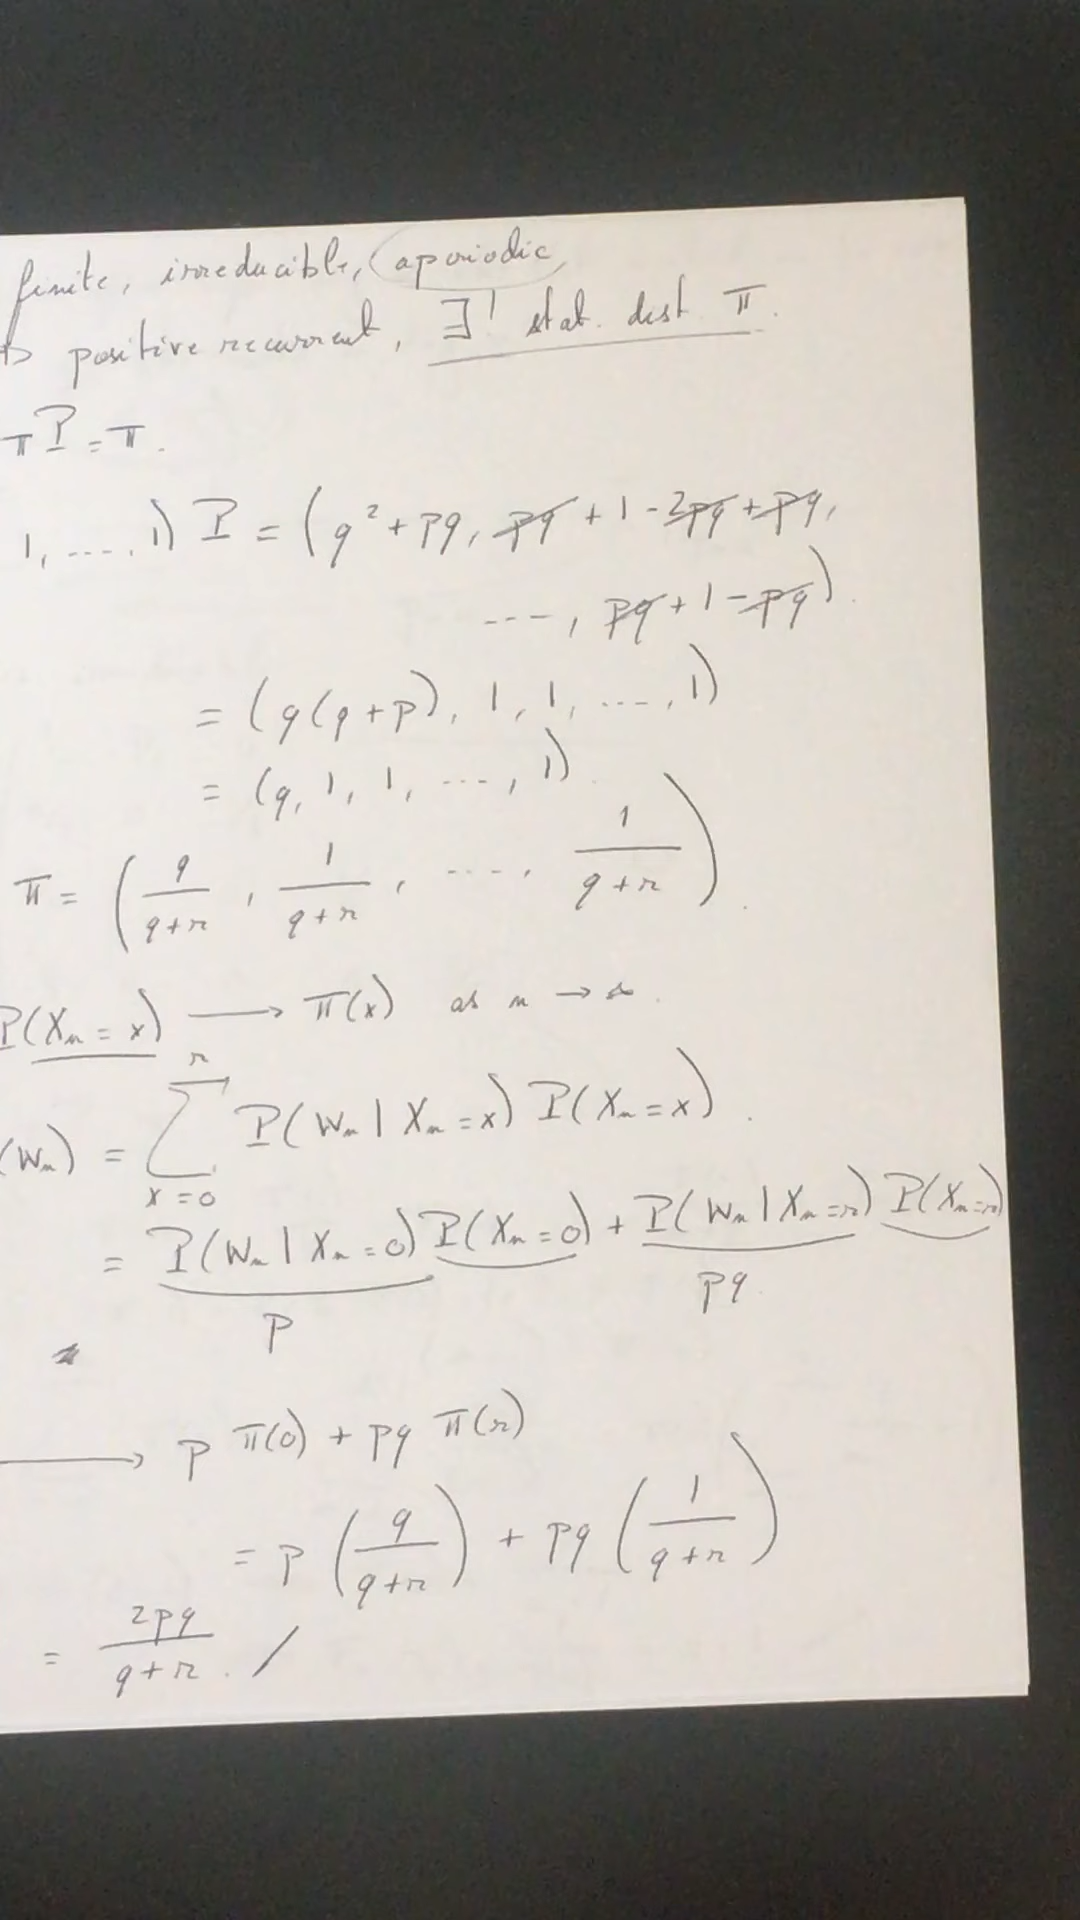 finite, irreducible, aperiodic
positive recurrent, ∃! stat. dist π.
πP = π.
1, ...., 1) P = (q² + pq, pq + 1 - 2pq + pq,
..., pq + 1 - pq).
= (q(q+p), 1, 1, ...., 1)
= (q, 1, 1, ..., 1).
π = (q/(q+r), 1/(q+r), ...., 1/(q+r)).
P(Xn = x) → π(x) as n → ∞.
(Wn) = Σ_{x=0}^{r} P(Wn | Xn = x) P(Xn = x).
= P(Wn | Xn = 0) P(Xn = 0) + P(Wn | Xn = r) P(Xn = r)
p pq
→ p π(0) + pq π(r)
= p (q/(q+r)) + pq (1/(q+r))
= 2pq/(q+r). /